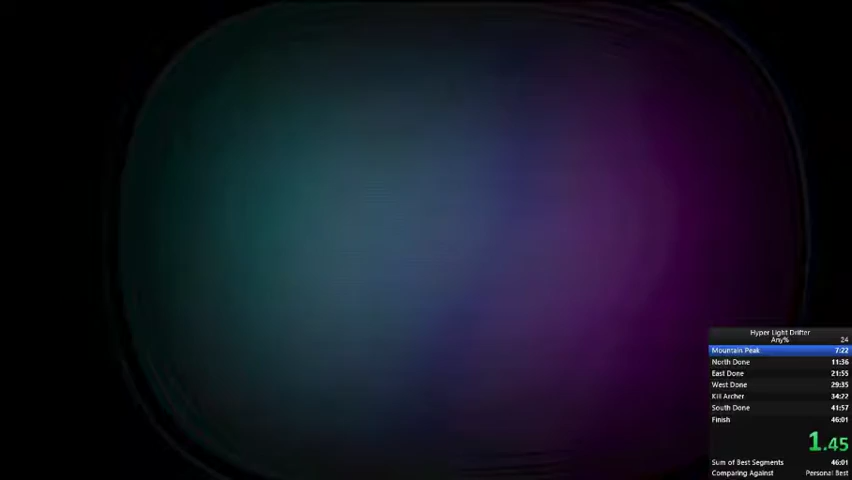 Hyper Light Drifter
Any% 24
Mountain Peak 7:22
North Done 11:36
East Done 21:55
West Done 29:35
Kill Archer 34:22
South Done 41:57
Finish 46:01
1.45
Sum of Best Segments 46:01
Comparing Against Personal Best